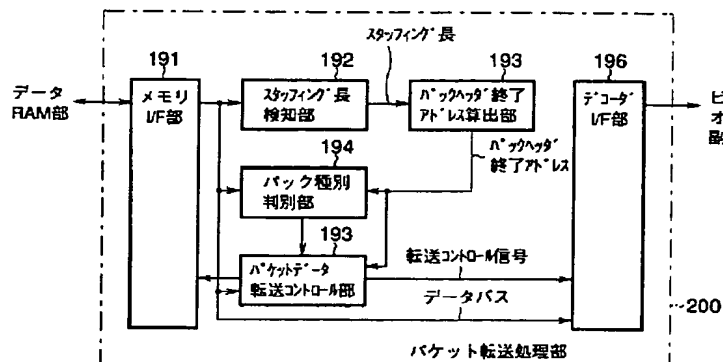 スタッフィング長
191
192
193
196
データ
RAM部
メモリ
I/F部
スタッフィング長
検知部
パックヘッダ終了
アドレス算出部
デコーダ
I/F部
ビ
オ
副
194
パックヘッダ
終了アドレス
パック種別
判別部
193
パケットデータ
転送コントロール部
転送コントロール信号
データバス
200
パケット転送処理部